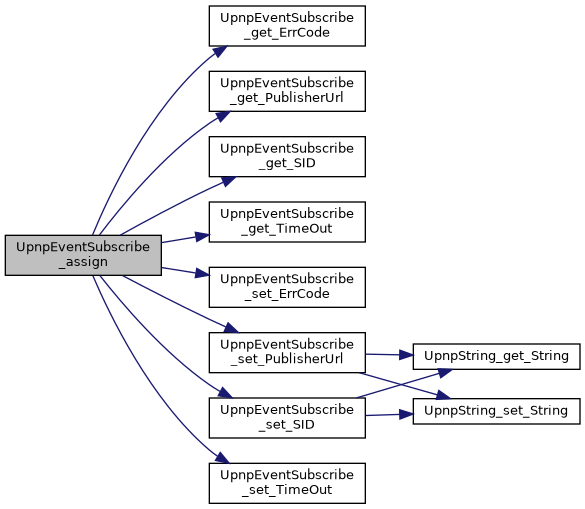 UpnpEventSubscribe
_get_ErrCode
UpnpEventSubscribe
_get_PublisherUrl
UpnpEventSubscribe
_get_SID
UpnpEventSubscribe
_get_TimeOut
UpnpEventSubscribe
_assign
UpnpEventSubscribe
_set_ErrCode
UpnpEventSubscribe
_set_PublisherUrl
UpnpString_get_String
UpnpEventSubscribe
_set_SID
UpnpString_set_String
UpnpEventSubscribe
_set_TimeOut